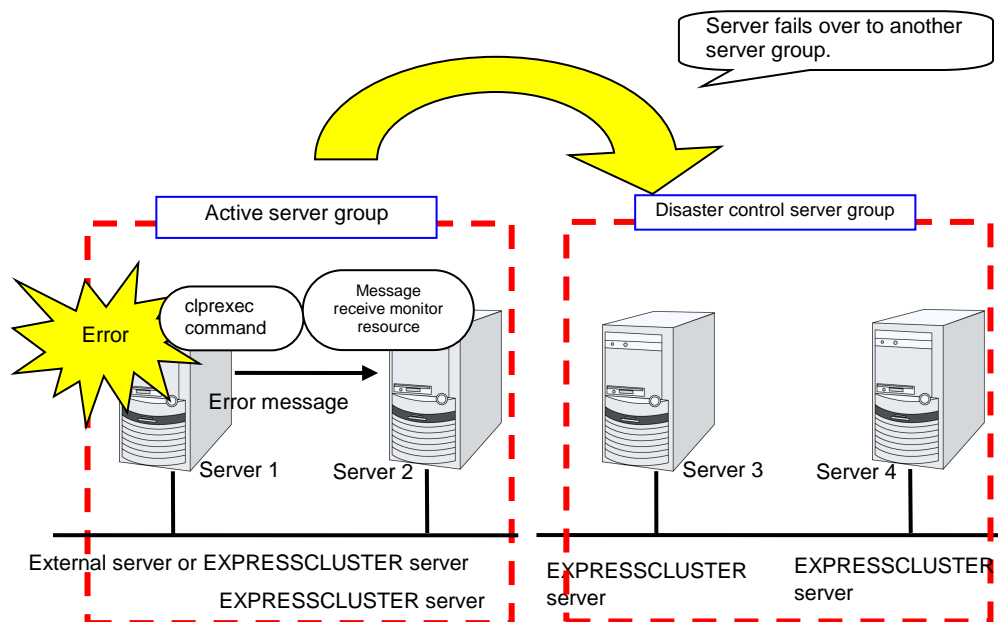 Server fails over to another
server group.
Active server group
Disaster control server group
Error
clprexec
command
Message
receive monitor
resource
Error message
Server 1
Server 2
Server 3
Server 4
External server or EXPRESSCLUSTER server
EXPRESSCLUSTER server
EXPRESSCLUSTER
server
EXPRESSCLUSTER
server